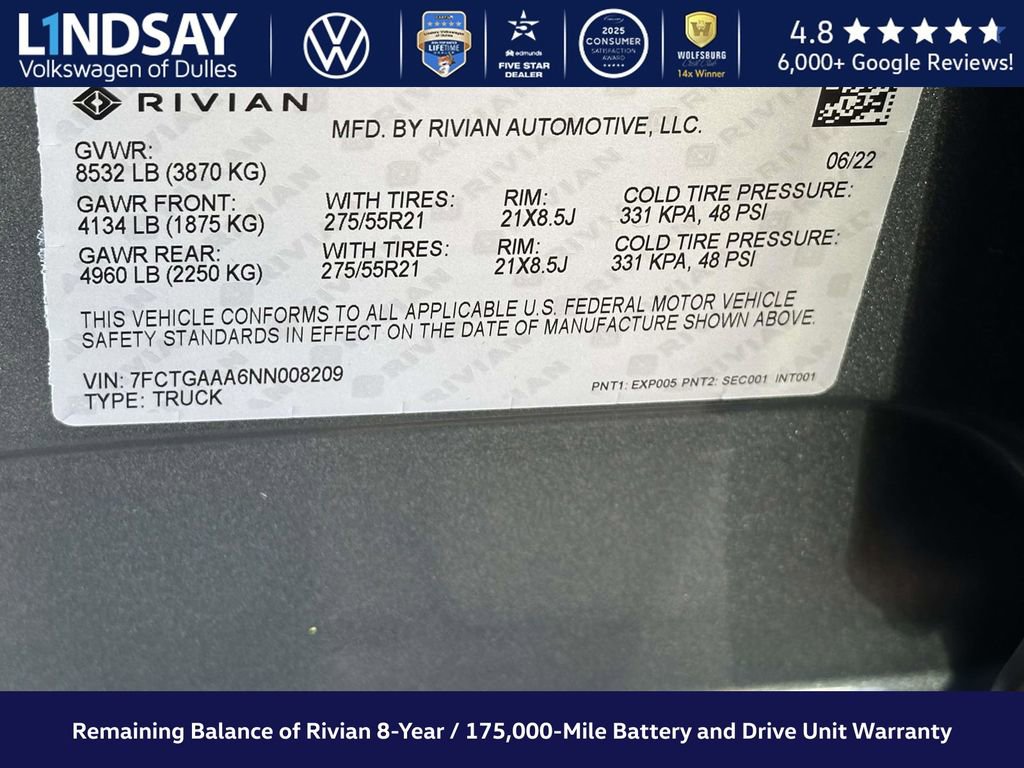 L1NDSAY
Volkswagen of Dulles
LIFETIME
5
edmunds
FIVE STAR
DEALER
2025
CONSUMER
SATISFACTION
AWARD
WOLFSBURG
14x Winner
4.8
6,000+ Google Reviews!
RIVIAN
MFD. BY RIVIAN AUTOMOTIVE, LLC.
06/22
GVWR:
8532 LB (3870 KG)
GAWR FRONT: WITH TIRES: RIM: COLD TIRE PRESSURE:
4134 LB (1875 KG) 275/55R21 21X8.5J 331 KPA, 48 PSI
GAWR REAR: WITH TIRES: RIM: COLD TIRE PRESSURE:
4960 LB (2250 KG) 275/55R21 21X8.5J 331 KPA, 48 PSI
THIS VEHICLE CONFORMS TO ALL APPLICABLE U.S. FEDERAL MOTOR VEHICLE
SAFETY STANDARDS IN EFFECT ON THE DATE OF MANUFACTURE SHOWN ABOVE.
VIN: 7FCTGAAA6NN008209
TYPE: TRUCK
PNT1: EXP005 PNT2: SEC001 INT001
Remaining Balance of Rivian 8-Year / 175,000-Mile Battery and Drive Unit Warranty